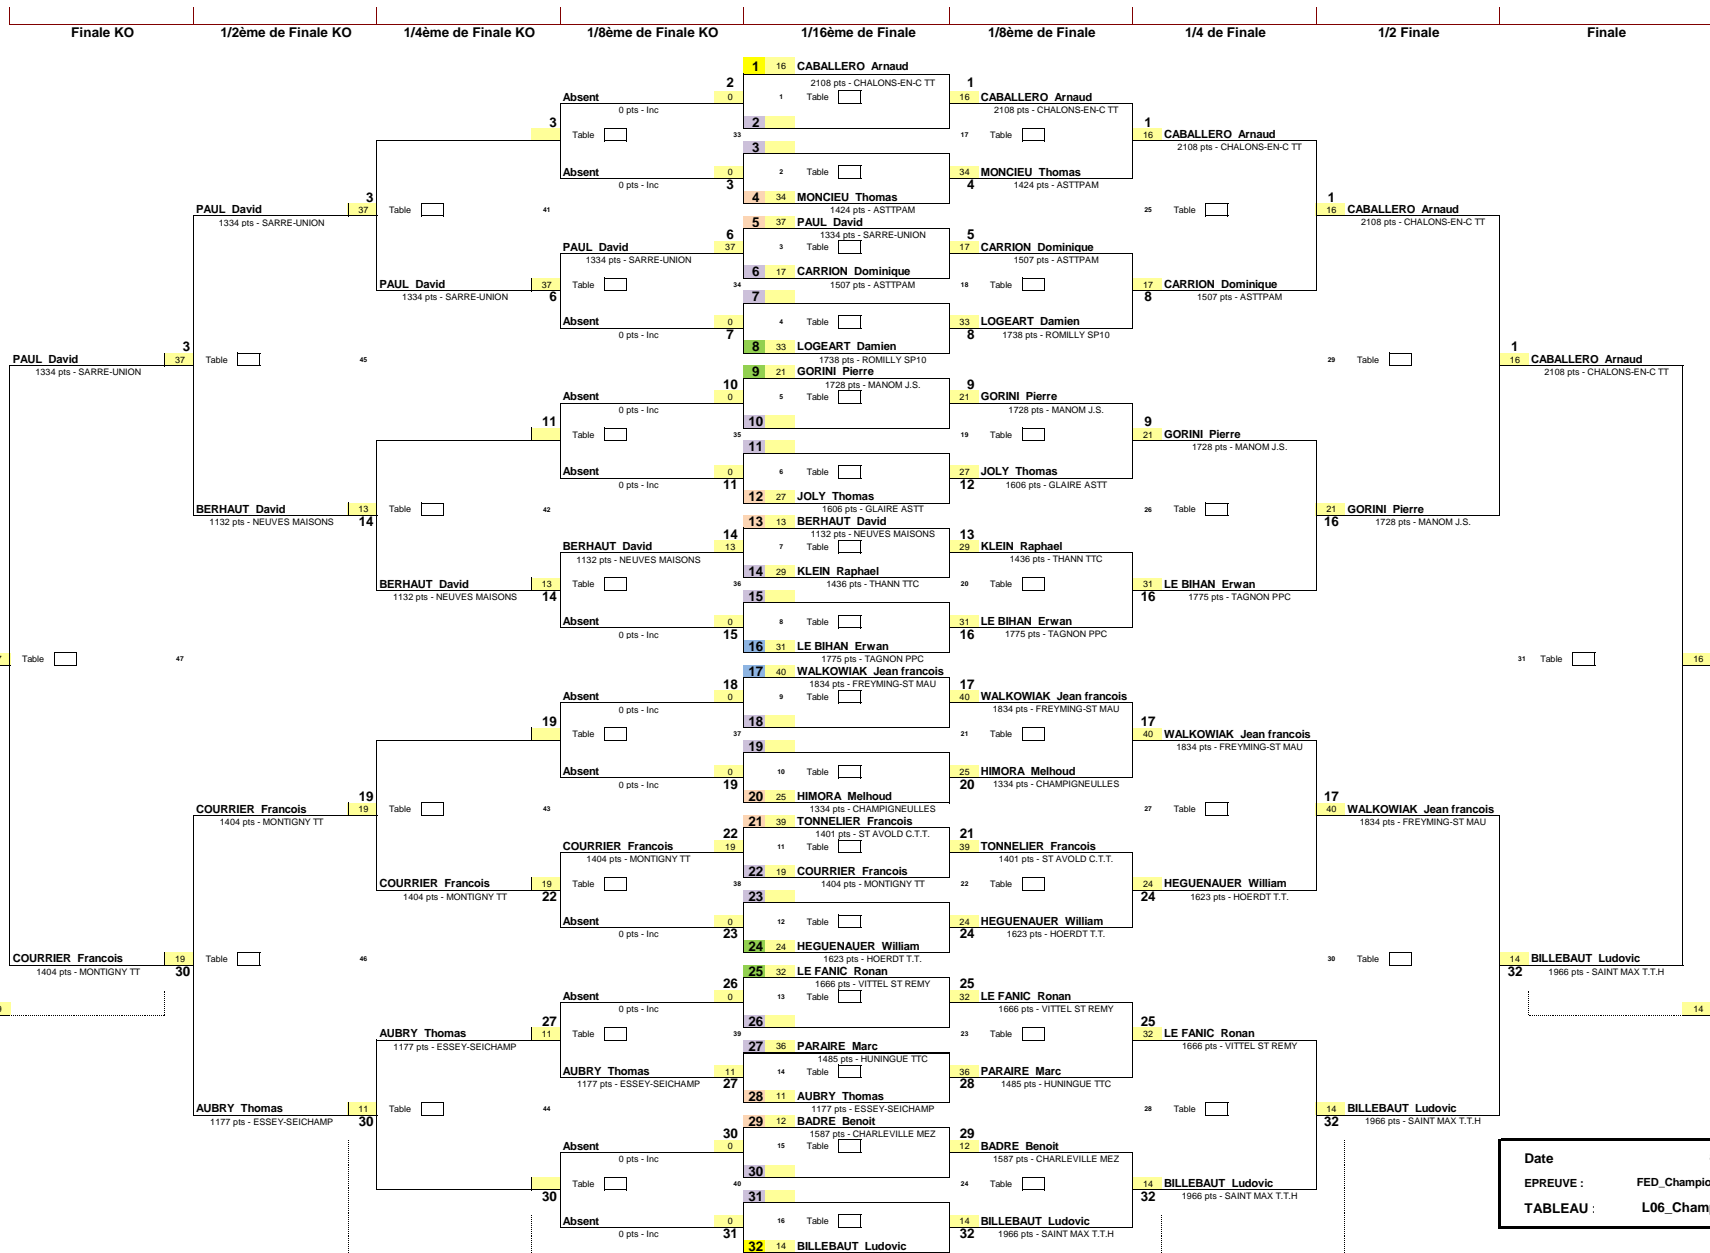 Finale KO
1/2ème de Finale KO
1/4ème de Finale KO
1/8ème de Finale KO
1/16ème de Finale
1/8ème de Finale
1/4 de Finale
1/2 Finale
Finale
1 16 CABALLERO Arnaud
2108 pts - CHALONS-EN-C TT
1 Table
2
3
2 Table
4 34 MONCIEU Thomas
1424 pts - ASTTPAM
5 37 PAUL David
1334 pts - SARRE-UNION
3 Table
6 17 CARRION Dominique
1507 pts - ASTTPAM
7
4 Table
8 33 LOGEART Damien
1738 pts - ROMILLY SP10
9 21 GORINI Pierre
1728 pts - MANOM J.S.
5 Table
10
11
6 Table
12 27 JOLY Thomas
1606 pts - GLAIRE ASTT
13 13 BERHAUT David
1132 pts - NEUVES MAISONS
7 Table
14 29 KLEIN Raphael
1436 pts - THANN TTC
15
8 Table
16 31 LE BIHAN Erwan
1775 pts - TAGNON PPC
17 40 WALKOWIAK Jean francois
1834 pts - FREYMING-ST MAU
9 Table
18
19
10 Table
20 25 HIMORA Melhoud
1334 pts - CHAMPIGNEULLES
21 39 TONNELIER Francois
1401 pts - ST AVOLD C.T.T.
11 Table
22 19 COURRIER Francois
1404 pts - MONTIGNY TT
23
12 Table
24 24 HEGUENAUER William
1623 pts - HOERDT T.T.
25 32 LE FANIC Ronan
1666 pts - VITTEL ST REMY
13 Table
26
27 36 PARAIRE Marc
1485 pts - HUNINGUE TTC
14 Table
28 11 AUBRY Thomas
1177 pts - ESSEY-SEICHAMP
29 12 BADRE Benoit
1587 pts - CHARLEVILLE MEZ
15 Table
30
31
16 Table
32 14 BILLEBAUT Ludovic
2
Absent 0
0 pts - Inc
Table 33
Absent 0
0 pts - Inc 3
6
PAUL David 37
1334 pts - SARRE-UNION
Table 34
Absent 0
0 pts - Inc 7
10
Absent 0
0 pts - Inc
Table 35
Absent 0
0 pts - Inc 11
14
BERHAUT David 13
1132 pts - NEUVES MAISONS
Table 36
Absent 0
0 pts - Inc 15
18
Absent 0
0 pts - Inc
Table 37
Absent 0
0 pts - Inc 19
22
COURRIER Francois 19
1404 pts - MONTIGNY TT
Table 38
Absent 0
0 pts - Inc 23
26
Absent 0
0 pts - Inc
Table 39
AUBRY Thomas 11
1177 pts - ESSEY-SEICHAMP 27
30
Absent 0
0 pts - Inc
Table 40
Absent 0
0 pts - Inc 31
3
Table 41
PAUL David 37
1334 pts - SARRE-UNION 6
11
Table 42
BERHAUT David 13
1132 pts - NEUVES MAISONS 14
19
Table 43
COURRIER Francois 19
1404 pts - MONTIGNY TT 22
27
AUBRY Thomas 11
1177 pts - ESSEY-SEICHAMP
Table 44
30
3
PAUL David 37
1334 pts - SARRE-UNION
Table 45
BERHAUT David 13
1132 pts - NEUVES MAISONS 14
19
COURRIER Francois 19
1404 pts - MONTIGNY TT
Table 46
AUBRY Thomas 11
1177 pts - ESSEY-SEICHAMP 30
3
PAUL David 37
1334 pts - SARRE-UNION
Table 47
COURRIER Francois 19
1404 pts - MONTIGNY TT 30
1
16 CABALLERO Arnaud
2108 pts - CHALONS-EN-C TT
17 Table
34 MONCIEU Thomas
4 1424 pts - ASTTPAM
5
17 CARRION Dominique
1507 pts - ASTTPAM
18 Table
33 LOGEART Damien
8 1738 pts - ROMILLY SP10
9
21 GORINI Pierre
1728 pts - MANOM J.S.
19 Table
27 JOLY Thomas
12 1606 pts - GLAIRE ASTT
13
29 KLEIN Raphael
1436 pts - THANN TTC
20 Table
31 LE BIHAN Erwan
16 1775 pts - TAGNON PPC
17
40 WALKOWIAK Jean francois
1834 pts - FREYMING-ST MAU
21 Table
25 HIMORA Melhoud
20 1334 pts - CHAMPIGNEULLES
21
39 TONNELIER Francois
1401 pts - ST AVOLD C.T.T.
22 Table
24 HEGUENAUER William
24 1623 pts - HOERDT T.T.
25
32 LE FANIC Ronan
1666 pts - VITTEL ST REMY
23 Table
36 PARAIRE Marc
28 1485 pts - HUNINGUE TTC
29
12 BADRE Benoit
1587 pts - CHARLEVILLE MEZ
24 Table
14 BILLEBAUT Ludovic
32 1966 pts - SAINT MAX T.T.H
1
16 CABALLERO Arnaud
2108 pts - CHALONS-EN-C TT
25 Table
17 CARRION Dominique
8 1507 pts - ASTTPAM
9
21 GORINI Pierre
1728 pts - MANOM J.S.
26 Table
31 LE BIHAN Erwan
16 1775 pts - TAGNON PPC
17
40 WALKOWIAK Jean francois
1834 pts - FREYMING-ST MAU
27 Table
24 HEGUENAUER William
24 1623 pts - HOERDT T.T.
25
32 LE FANIC Ronan
1666 pts - VITTEL ST REMY
28 Table
14 BILLEBAUT Ludovic
32 1966 pts - SAINT MAX T.T.H
1
16 CABALLERO Arnaud
2108 pts - CHALONS-EN-C TT
29 Table
21 GORINI Pierre
16 1728 pts - MANOM J.S.
17
40 WALKOWIAK Jean francois
1834 pts - FREYMING-ST MAU
30 Table
14 BILLEBAUT Ludovic
32 1966 pts - SAINT MAX T.T.H
1
16 CABALLERO Arnaud
2108 pts - CHALONS-EN-C TT
31 Table 16
14 BILLEBAUT Ludovic
32 1966 pts - SAINT MAX T.T.H
14
Date
EPREUVE : FED_Champio
TABLEAU : L06_Champ